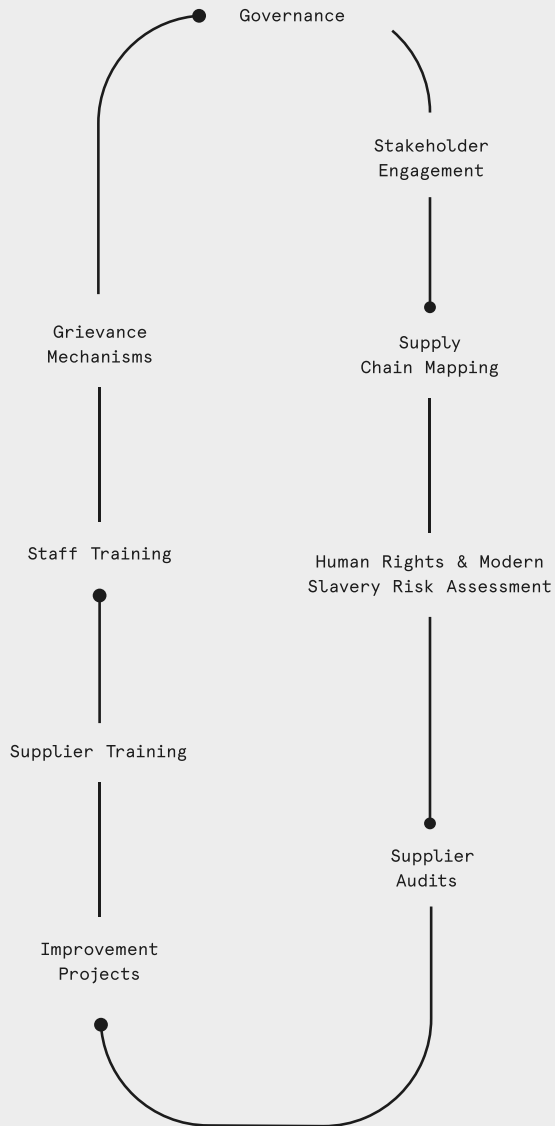 Governance
Stakeholder
Engagement
Supply
Chain Mapping
Human Rights & Modern
Slavery Risk Assessment
Supplier
Audits
Improvement
Projects
Supplier Training
Staff Training
Grievance
Mechanisms